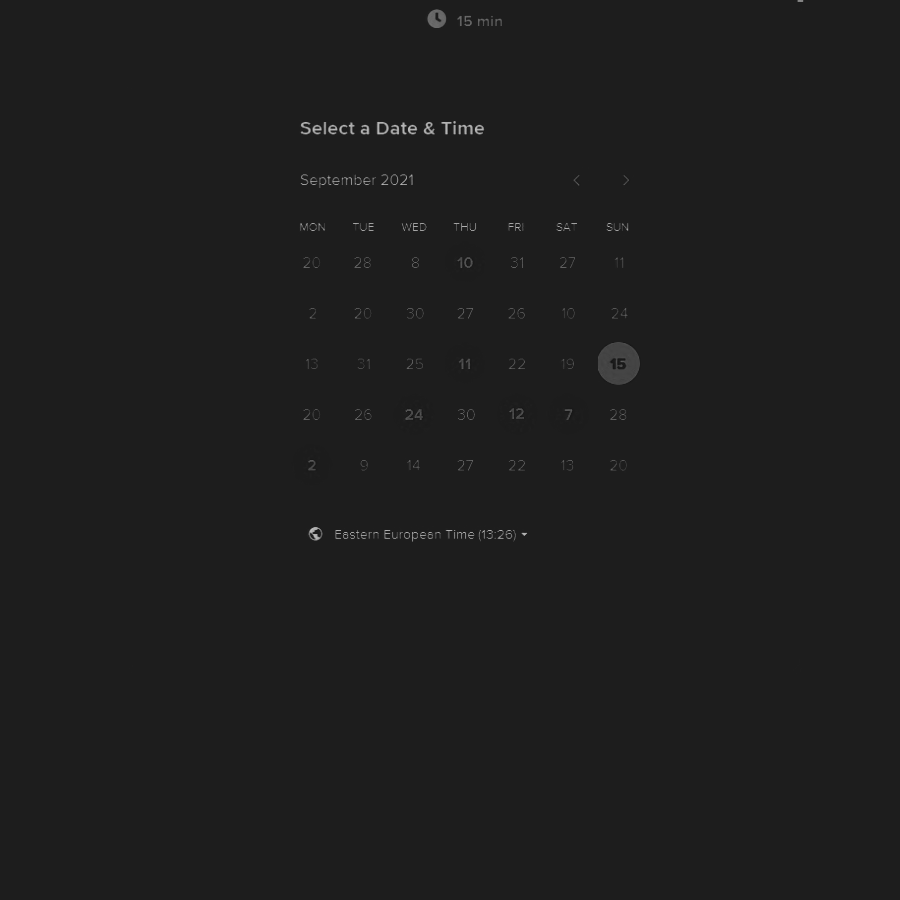 15 min
Select a Date & Time
September 2021
MON TUE WED THU FRI SAT SUN
20 28 8 10 31 27 11
2 20 30 27 26 10 24
13 31 25 11 22 19 15
20 26 24 30 12 7 28
2 9 14 27 22 13 20
Eastern European Time (13:26)